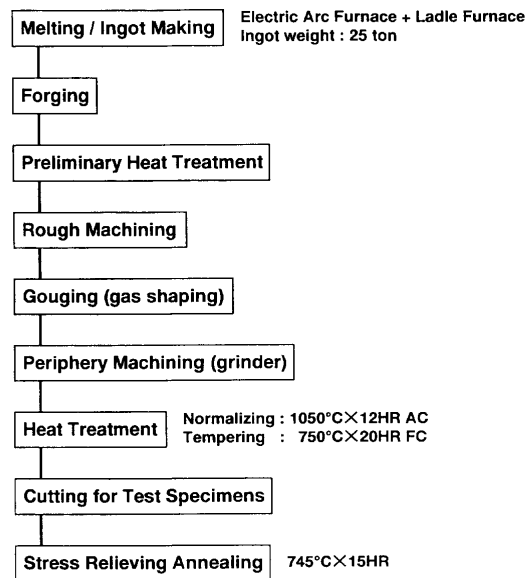 Melting / Ingot Making
Electric Arc Furnace + Ladle Furnace
Ingot weight : 25 ton
Forging
Preliminary Heat Treatment
Rough Machining
Gouging (gas shaping)
Periphery Machining (grinder)
Heat Treatment
Normalizing : 1050°C×12HR AC
Tempering : 750°C×20HR FC
Cutting for Test Specimens
Stress Relieving Annealing
745°C×15HR